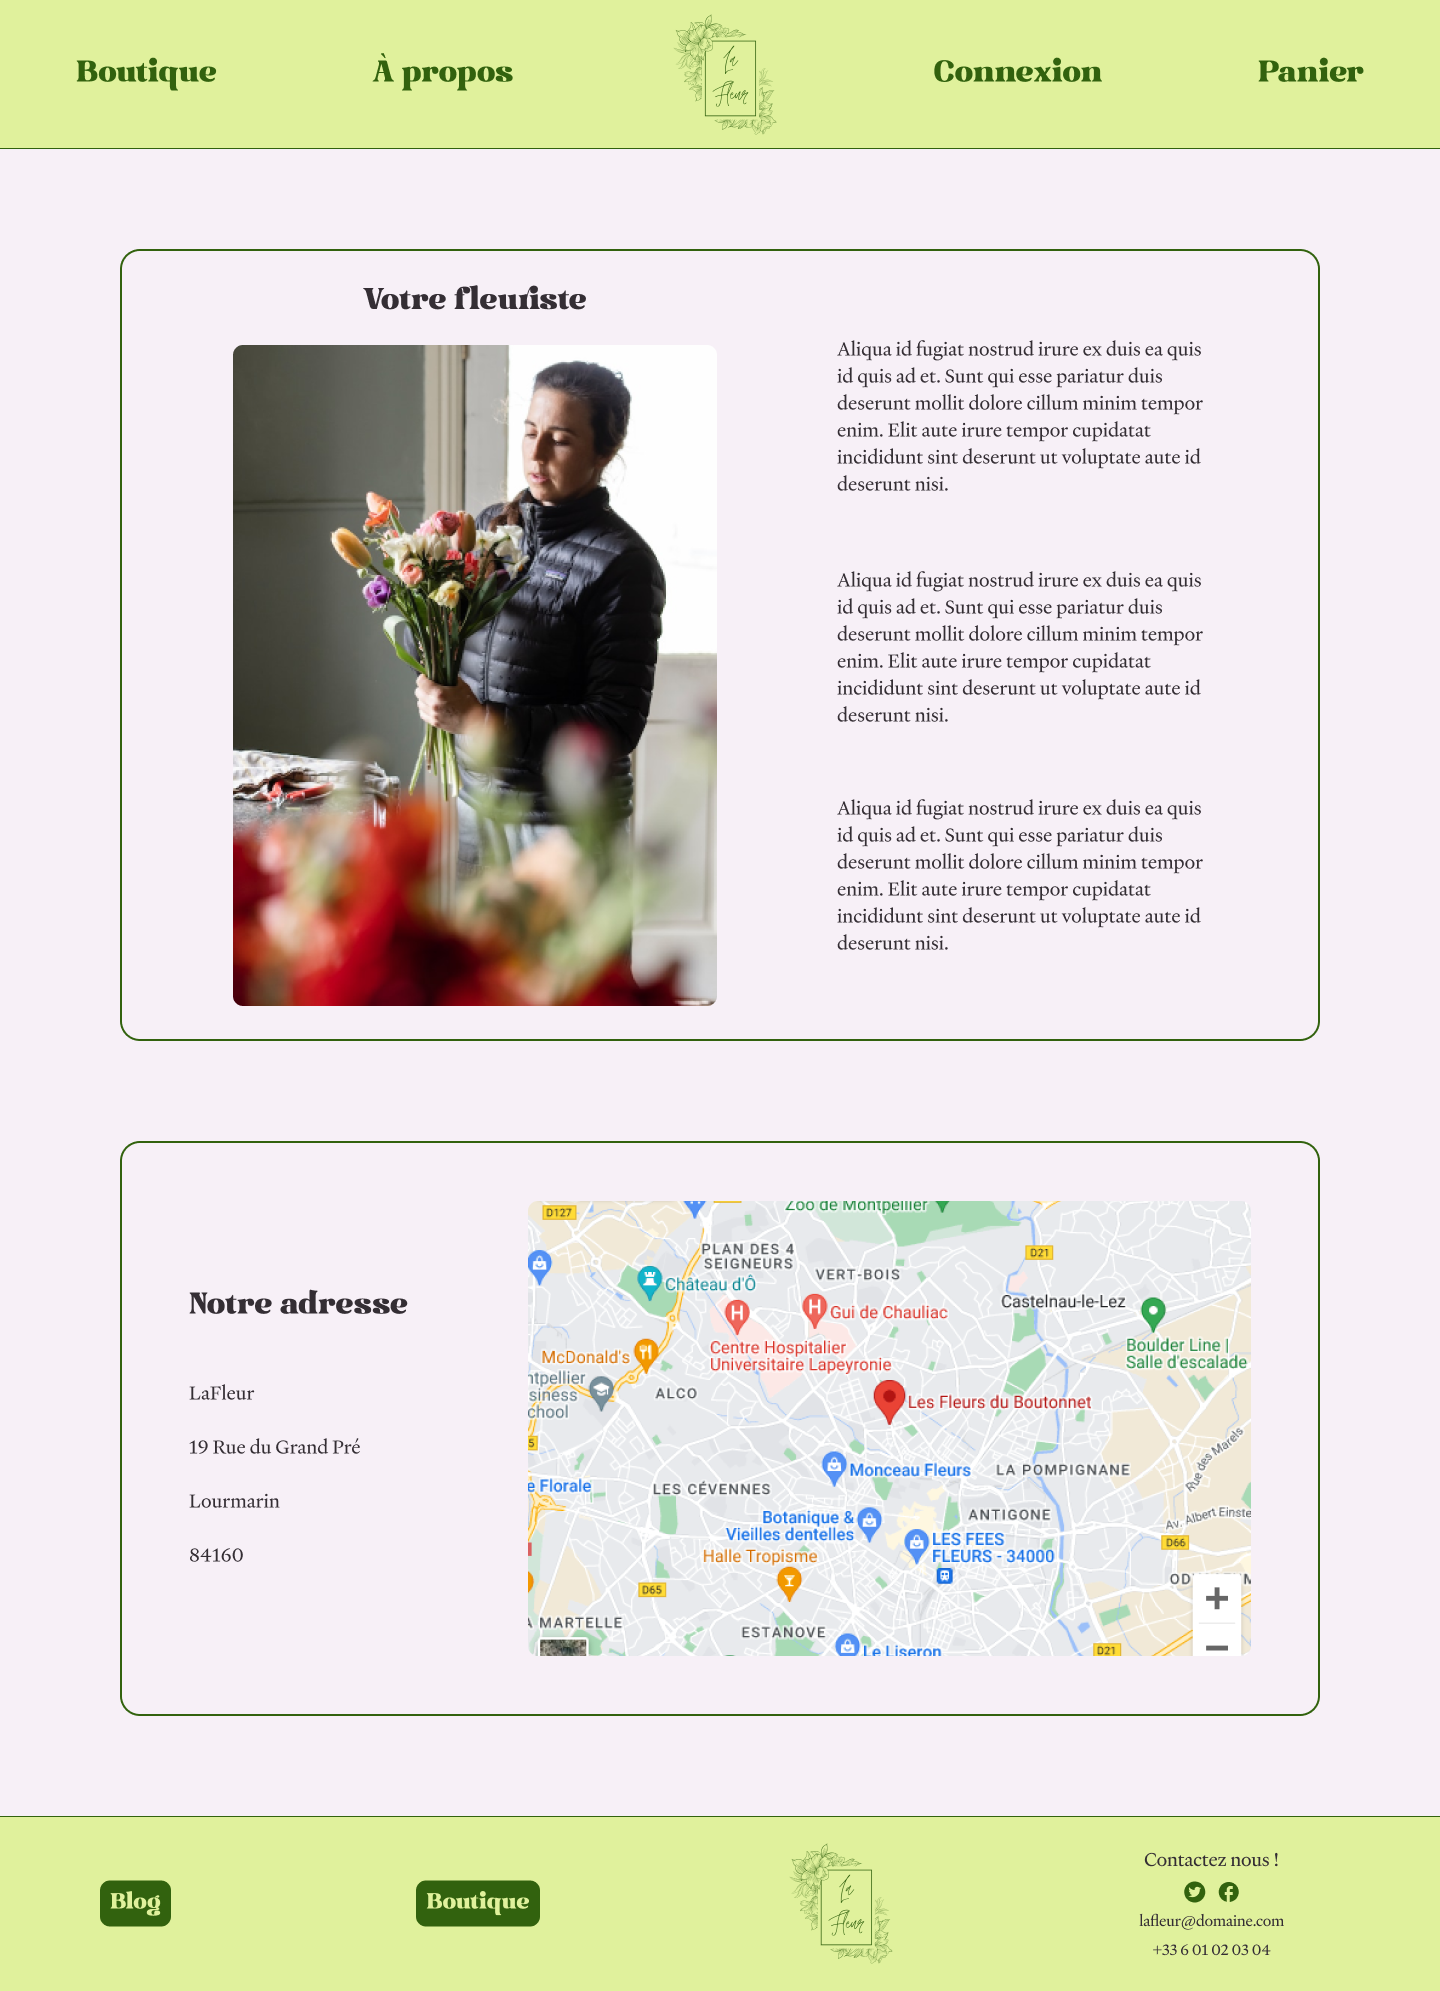 Boutique
À propos
La
Fleur
Connexion
Panier
Votre fleuriste
Aliqua id fugiat nostrud irure ex duis ea quis
id quis ad et. Sunt qui esse pariatur duis
deserunt mollit dolore cillum minim tempor
enim. Elit aute irure tempor cupidatat
incididunt sint deserunt ut voluptate aute id
deserunt nisi.
Aliqua id fugiat nostrud irure ex duis ea quis
id quis ad et. Sunt qui esse pariatur duis
deserunt mollit dolore cillum minim tempor
enim. Elit aute irure tempor cupidatat
incididunt sint deserunt ut voluptate aute id
deserunt nisi.
Aliqua id fugiat nostrud irure ex duis ea quis
id quis ad et. Sunt qui esse pariatur duis
deserunt mollit dolore cillum minim tempor
enim. Elit aute irure tempor cupidatat
incididunt sint deserunt ut voluptate aute id
deserunt nisi.
Notre adresse
LaFleur
19 Rue du Grand Pré
Lourmarin
84160
Zoo de Montpellier
D127
PLAN DES 4
SEIGNEURS
D21
VERT-BOIS
Château d'Ô
Castelnau-le-Lez
H
H
Gui de Chauliac
Centre Hospitalier
Universitaire Lapeyronie
Boulder Line |
Salle d'escalade
McDonald's
ntpellier
siness
chool
ALCO
Les Fleurs du Boutonnet
5
Rue des Marels
Monceau Fleurs
LA POMPIGNANE
e Florale
LES CÉVENNES
Botanique &
Vieilles dentelles
ANTIGONE
Av. Albert Einste
LES FEES
FLEURS - 34000
D66
Halle Tropisme
D65
A MARTELLE
ESTANOVE
Le Liseron
D21
+
−
Blog
Boutique
La
Fleur
Contactez nous !
lafleur@domaine.com
+33 6 01 02 03 04